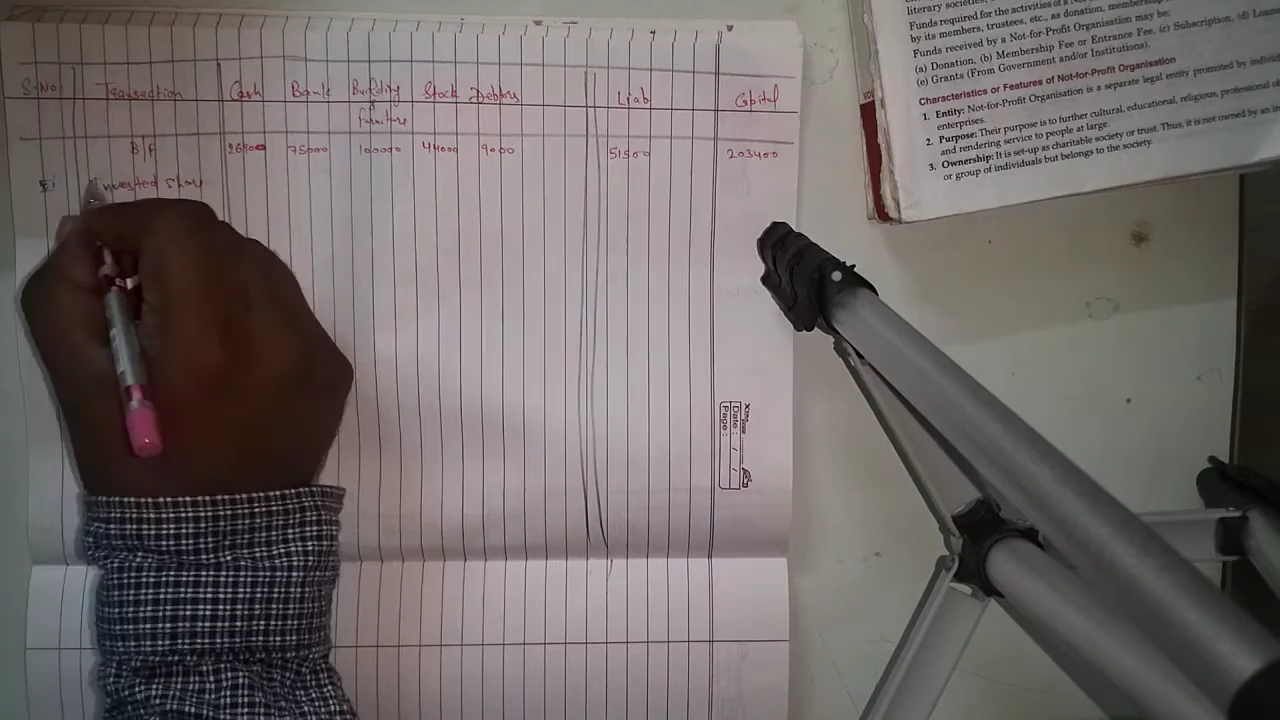 S.No Transaction Cash Bank Building & furniture Stock Debtors Liab Capital
B/f 26400 75000 100000 44000 9000 51500 203400
invested
Date : / /
Page :
literary societies,
Funds required for the activities of a
by its members, trustees, etc., as donation, membership
Funds received by a Not-for-Profit Organisation may be:
(a) Donation, (b) Membership Fee or Entrance Fee, (c) Subscription, (d) Loans
(e) Grants (From Government and/or Institutions).
Characteristics or Features of Not-for-Profit Organisation
1. Entity: Not-for-Profit Organisation is a separate legal entity promoted by
enterprises.
2. Purpose: Their purpose is to further cultural, educational, religious, professional
and rendering service to people at large.
3. Ownership: It is set-up as charitable society or trust. Thus, it is not owned by an
or group of individuals but belongs to the society.